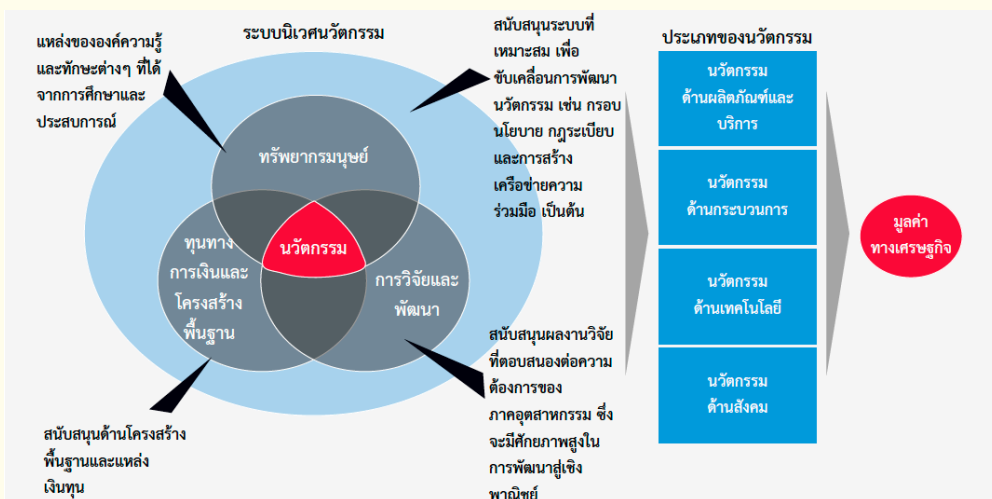 แหล่งขององค์ความรู้
และทักษะต่างๆ ที่ได้
จากการศึกษาและ
ประสบการณ์
ระบบนิเวศนวัตกรรม
ทรัพยากรมนุษย์
ทุนทาง
การเงินและ
โครงสร้าง
พื้นฐาน
นวัตกรรม
การวิจัยและ
พัฒนา
สนับสนุนด้านโครงสร้าง
พื้นฐานและแหล่ง
เงินทุน
สนับสนุนระบบที่
เหมาะสม เพื่อ
ขับเคลื่อนการพัฒนา
นวัตกรรม เช่น กรอบ
นโยบาย กฎระเบียบ
และการสร้าง
เครือข่ายความ
ร่วมมือ เป็นต้น
สนับสนุนผลงานวิจัย
ที่ตอบสนองต่อความ
ต้องการของ
ภาคอุตสาหกรรม ซึ่ง
จะมีศักยภาพสูงใน
การพัฒนาสู่เชิง
พาณิชย์
ประเภทของนวัตกรรม
นวัตกรรม
ด้านผลิตภัณฑ์และ
บริการ
นวัตกรรม
ด้านกระบวนการ
นวัตกรรม
ด้านเทคโนโลยี
นวัตกรรม
ด้านสังคม
มูลค่า
ทางเศรษฐกิจ